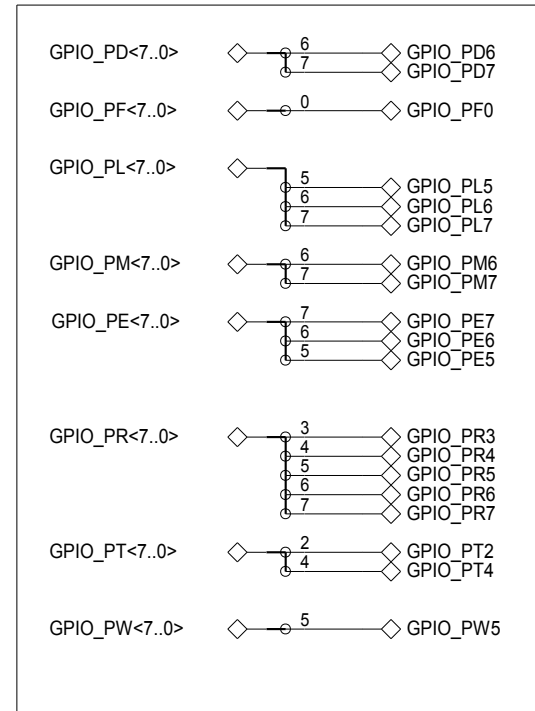 GPIO_PD<7..0> 6 GPIO_PD6
7 GPIO_PD7
GPIO_PF<7..0> 0 GPIO_PF0
GPIO_PL<7..0>
5 GPIO_PL5
6 GPIO_PL6
7 GPIO_PL7
GPIO_PM<7..0> 6 GPIO_PM6
7 GPIO_PM7
GPIO_PE<7..0> 7 GPIO_PE7
6 GPIO_PE6
5 GPIO_PE5
GPIO_PR<7..0> 3 GPIO_PR3
4 GPIO_PR4
5 GPIO_PR5
6 GPIO_PR6
7 GPIO_PR7
GPIO_PT<7..0> 2 GPIO_PT2
4 GPIO_PT4
GPIO_PW<7..0> 5 GPIO_PW5